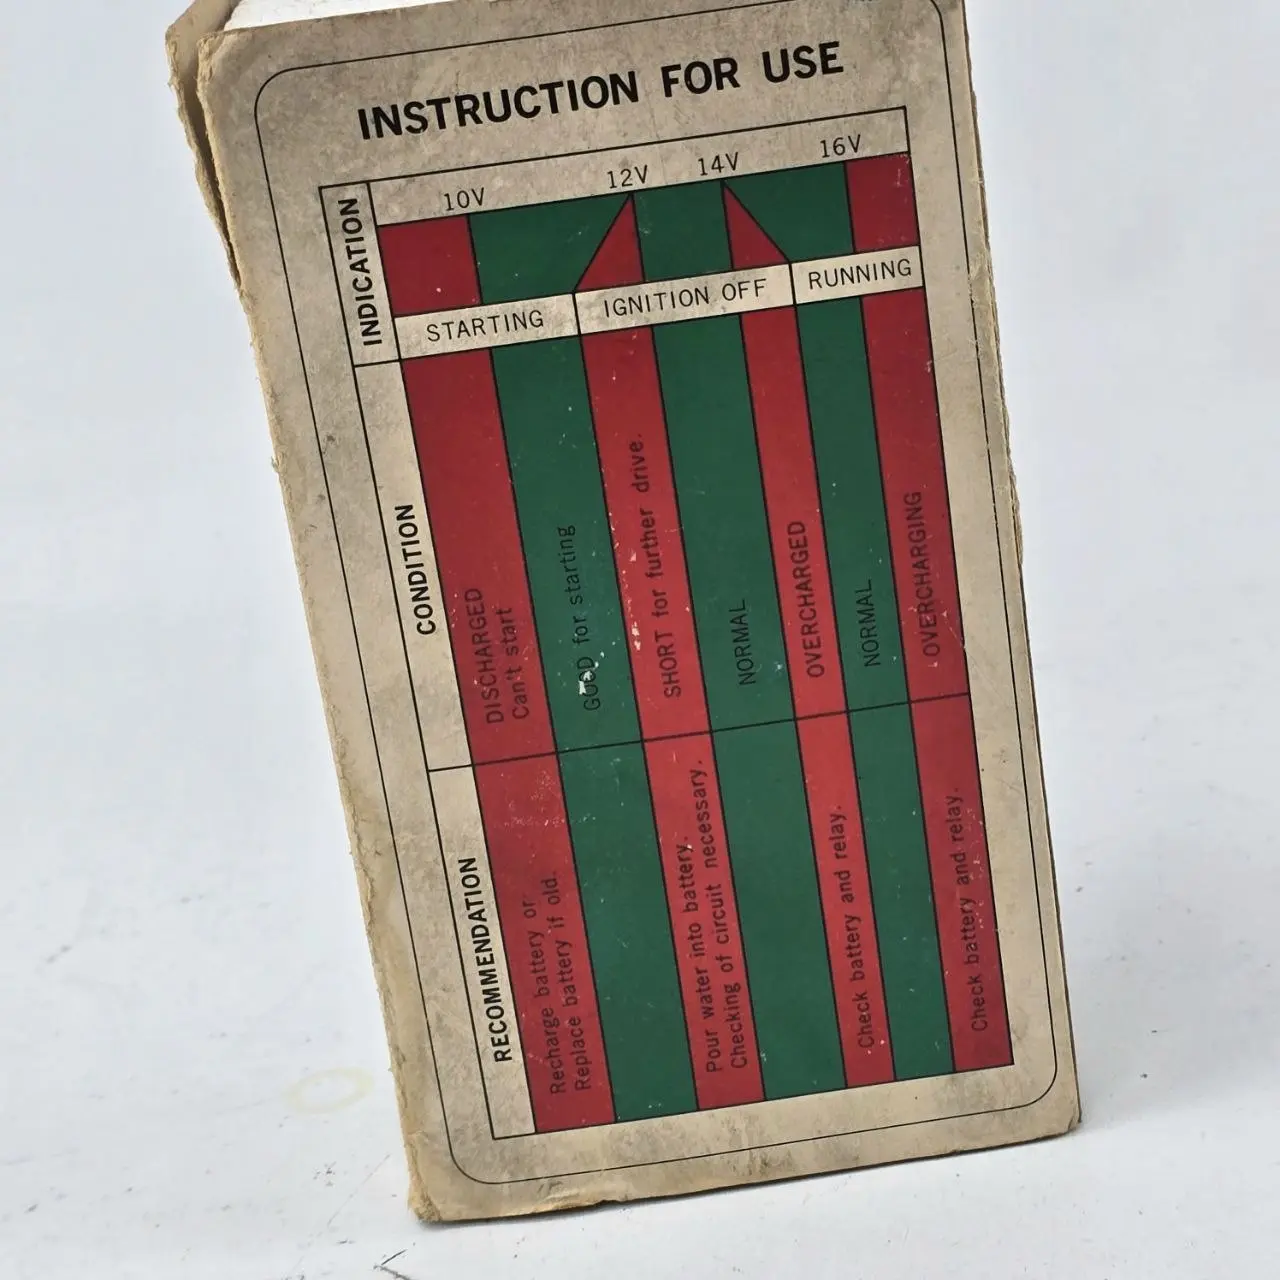 INSTRUCTION FOR USE
INDICATION
10V
12V
14V
16V
STARTING
IGNITION OFF
RUNNING
CONDITION
DISCHARGED
Can't start
GOOD for starting
SHORT for further drive.
NORMAL
OVERCHARGED
NORMAL
OVERCHARGING
RECOMMENDATION
Recharge battery or
Replace battery if old.
Pour water into battery.
Checking of circuit necessary.
Check battery and relay.
Check battery and relay.